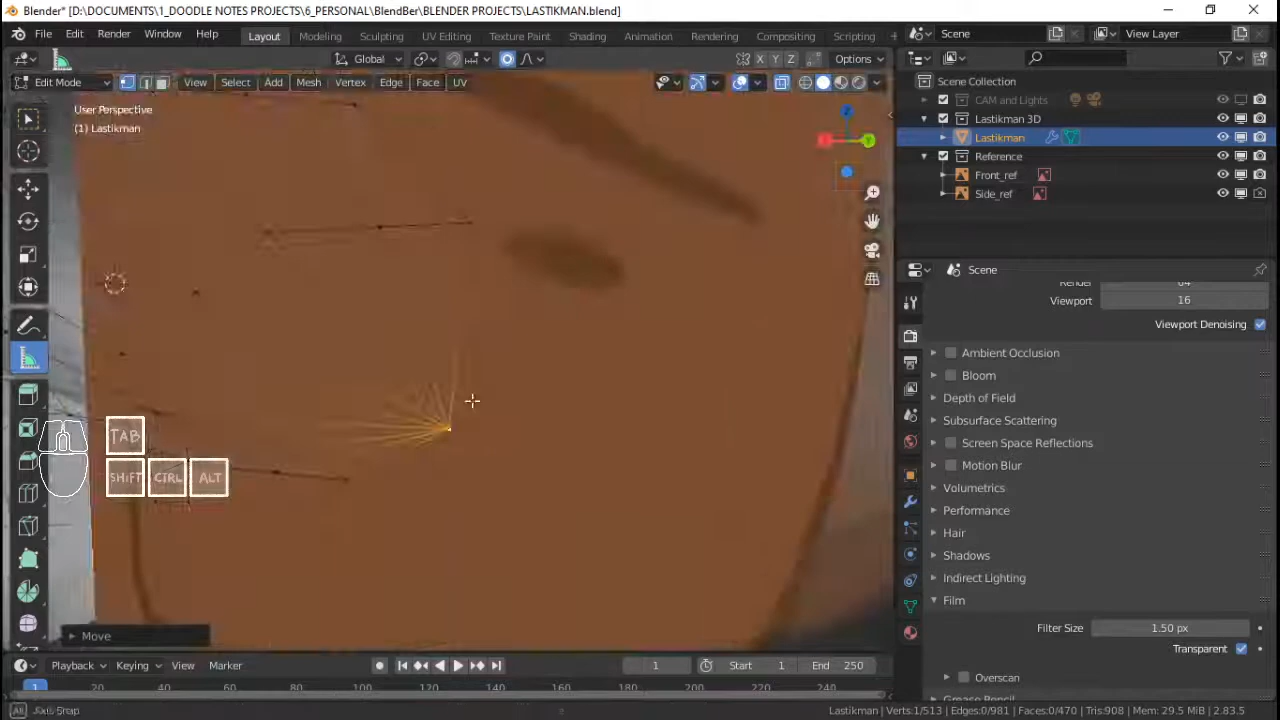 Blender* [D:\DOCUMENTS\1_DOODLE NOTES PROJECTS\6_PERSONAL\BlendBer\BLENDER PROJECTS\LASTIKMAN.blend]
File Edit Render Window Help Layout Modeling Sculpting UV Editing Texture Paint Shading Animation Rendering Compositing Scripting + Scene View Layer
Global X Y Z Options
Edit Mode View Select Add Mesh Vertex Edge Face UV
User Perspective
(1) Lastikman
Scene Collection
CAM and Lights
Lastikman 3D
Lastikman
Reference
Front_ref
Side_ref
Z
X Y
Scene
Viewport 16
Viewport Denoising
Ambient Occlusion
Bloom
Depth of Field
Subsurface Scattering
Screen Space Reflections
Motion Blur
Volumetrics
Performance
Hair
Shadows
Indirect Lighting
Film
Filter Size 1.50 px
Transparent
Overscan
TAB
SHIFT CTRL ALT
Move
Playback Keying View Marker 1 Start 1 End 250
1 20 40 60 80 100 120 140 160 180 200 220 240
Axis Snap
Lastikman | Verts:1/513 | Edges:0/981 | Faces:0/470 | Tris:908 | Mem: 29.5 MiB | 2.83.5